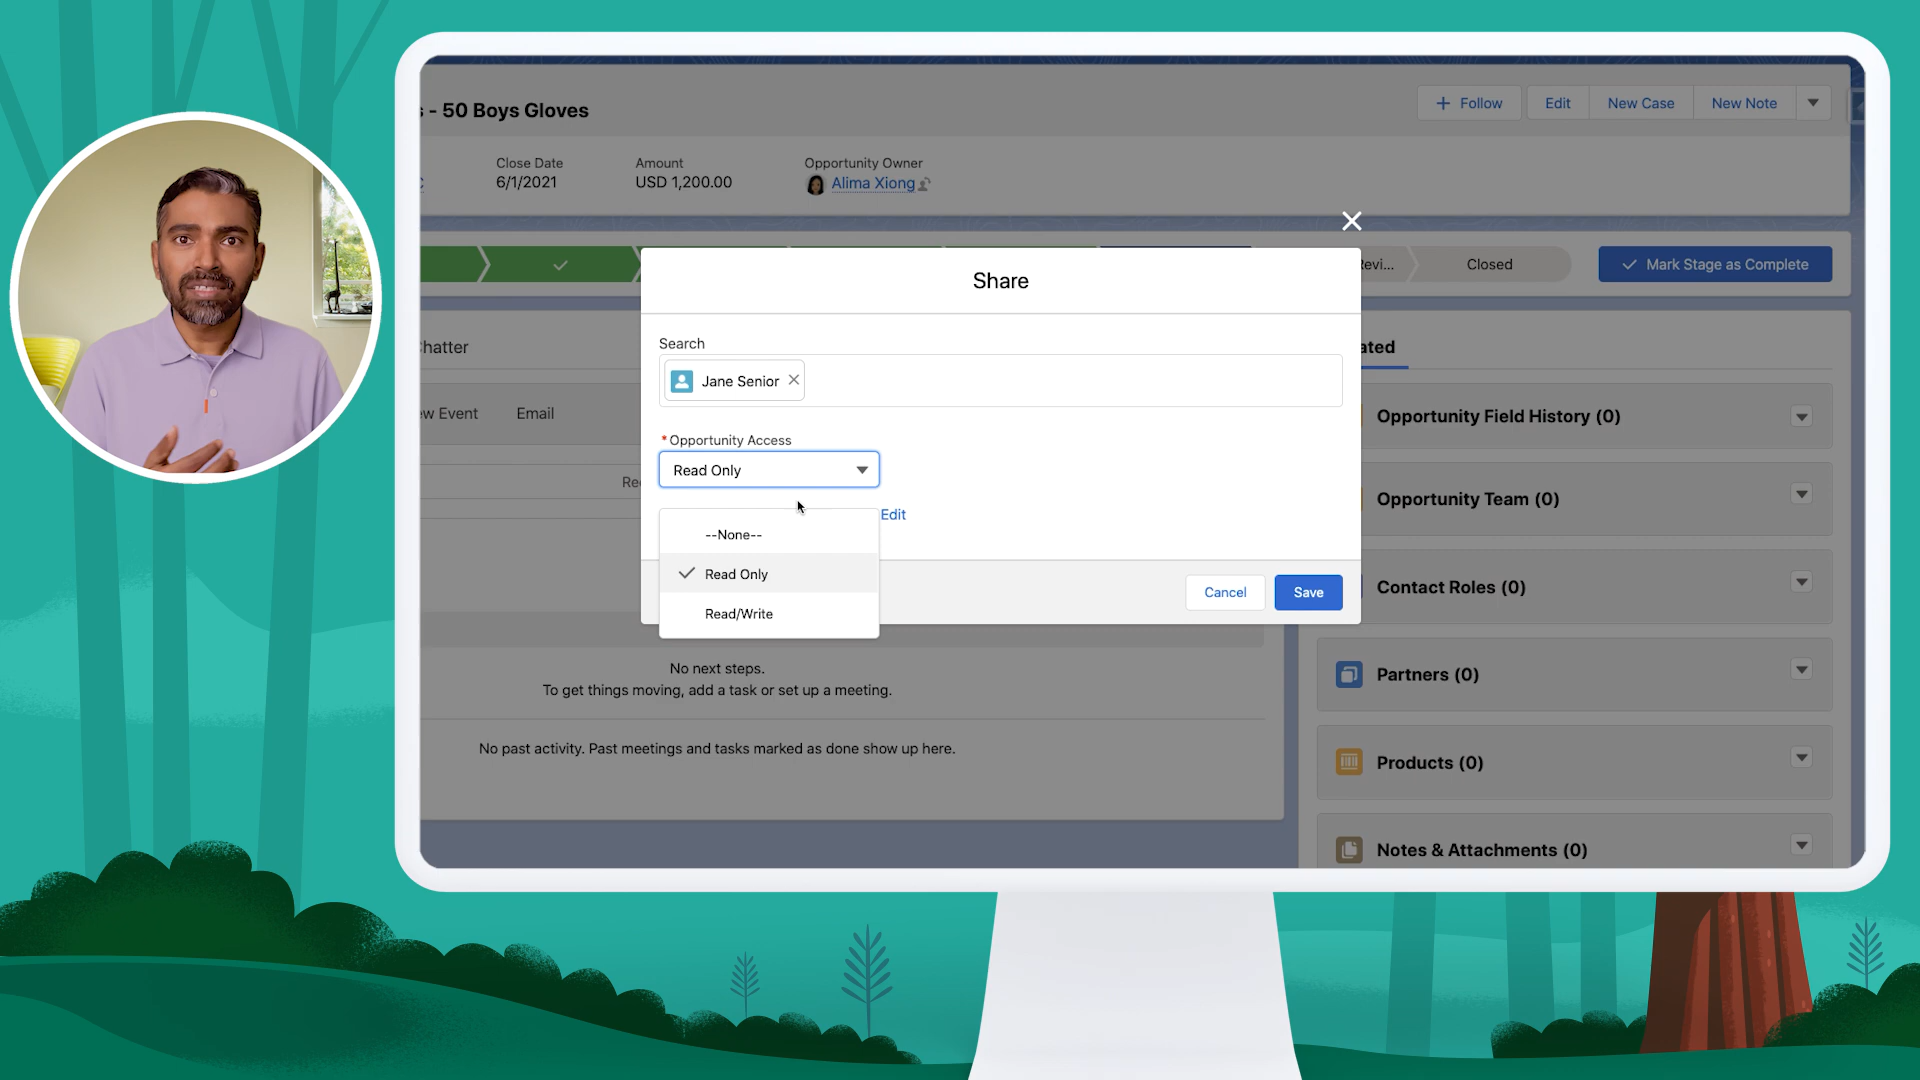 - 50 Boys Gloves
Follow
Edit
New Case
New Note
Close Date
6/1/2021
Amount
USD 1,200.00
Opportunity Owner
Alima Xiong
Closed
Mark Stage as Complete
Share
Search
Jane Senior
*Opportunity Access
Read Only
Edit
--None--
Read Only
Read/Write
Cancel
Save
Email
Event
No next steps.
To get things moving, add a task or set up a meeting.
No past activity. Past meetings and tasks marked as done show up here.
Opportunity Field History (0)
Opportunity Team (0)
Contact Roles (0)
Partners (0)
Products (0)
Notes & Attachments (0)